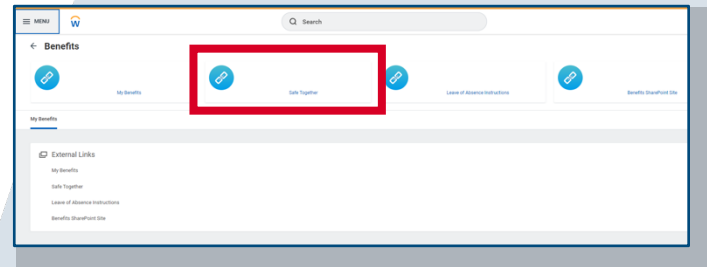 MENU
W
Search
Benefits
My Benefits
Safe Together
Leave of Absence Instructions
Benefits SharePoint Site
My Benefits
External Links
My Benefits
Safe Together
Leave of Absence Instructions
Benefits SharePoint Site